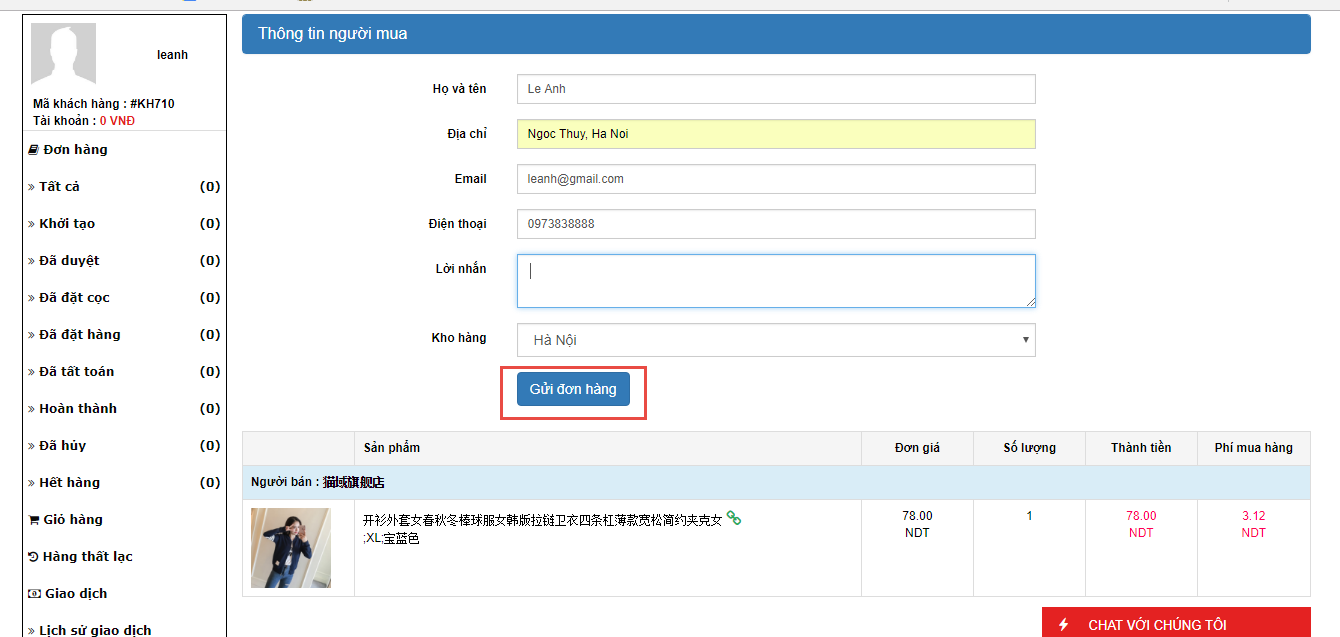 leanh
Mã khách hàng : #KH710
Tài khoản : 0 VNĐ
Đơn hàng
» Tất cả (0)
» Khởi tạo (0)
» Đã duyệt (0)
» Đã đặt cọc (0)
» Đã đặt hàng (0)
» Đã tất toán (0)
» Hoàn thành (0)
» Đã hủy (0)
» Hết hàng (0)
Giỏ hàng
Hàng thất lạc
Giao dịch
» Lịch sử giao dịch
Thông tin người mua
Họ và tên Le Anh
Địa chỉ Ngoc Thuy, Ha Noi
Email leanh@gmail.com
Điện thoại 0973838888
Lời nhắn
Kho hàng Hà Nội
Gửi đơn hàng
Sản phẩm Đơn giá Số lượng Thành tiền Phí mua hàng
Người bán : 猫域旗舰店
开衫外套女春秋冬棒球服女韩版拉链卫衣四条杠薄款宽松简约夹克女 78.00 1 78.00 3.12
;XL;宝蓝色 NDT NDT NDT
CHAT VỚI CHÚNG TÔI